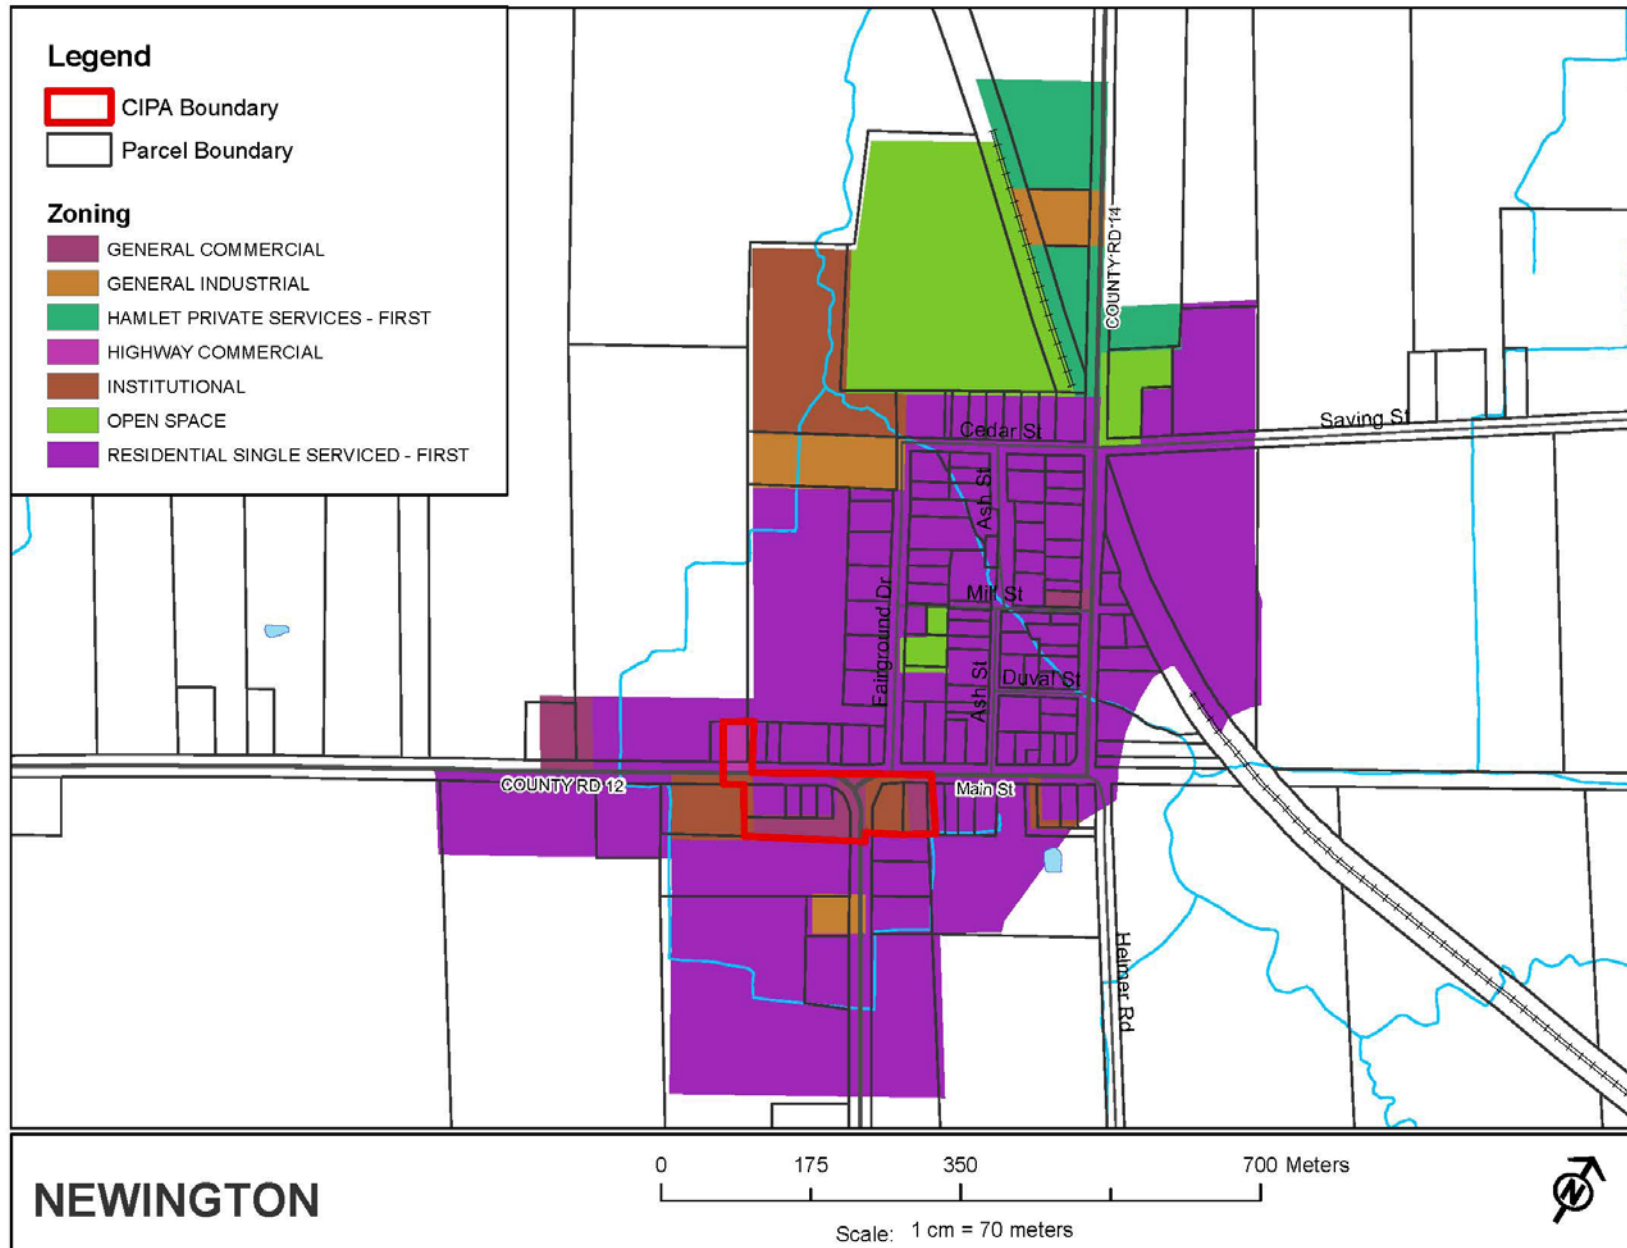 Legend
CIPA Boundary
Parcel Boundary
Zoning
GENERAL COMMERCIAL
GENERAL INDUSTRIAL
HAMLET PRIVATE SERVICES - FIRST
HIGHWAY COMMERCIAL
INSTITUTIONAL
OPEN SPACE
RESIDENTIAL SINGLE SERVICED - FIRST
COUNTY RD 14
Saving St
Cedar St
Ash St
Mill St
Fairground Dr
Ash St
Duval St
COUNTY RD 12
Main St
Helmer Rd
NEWINGTON
0 175 350 700 Meters
Scale: 1 cm = 70 meters
N